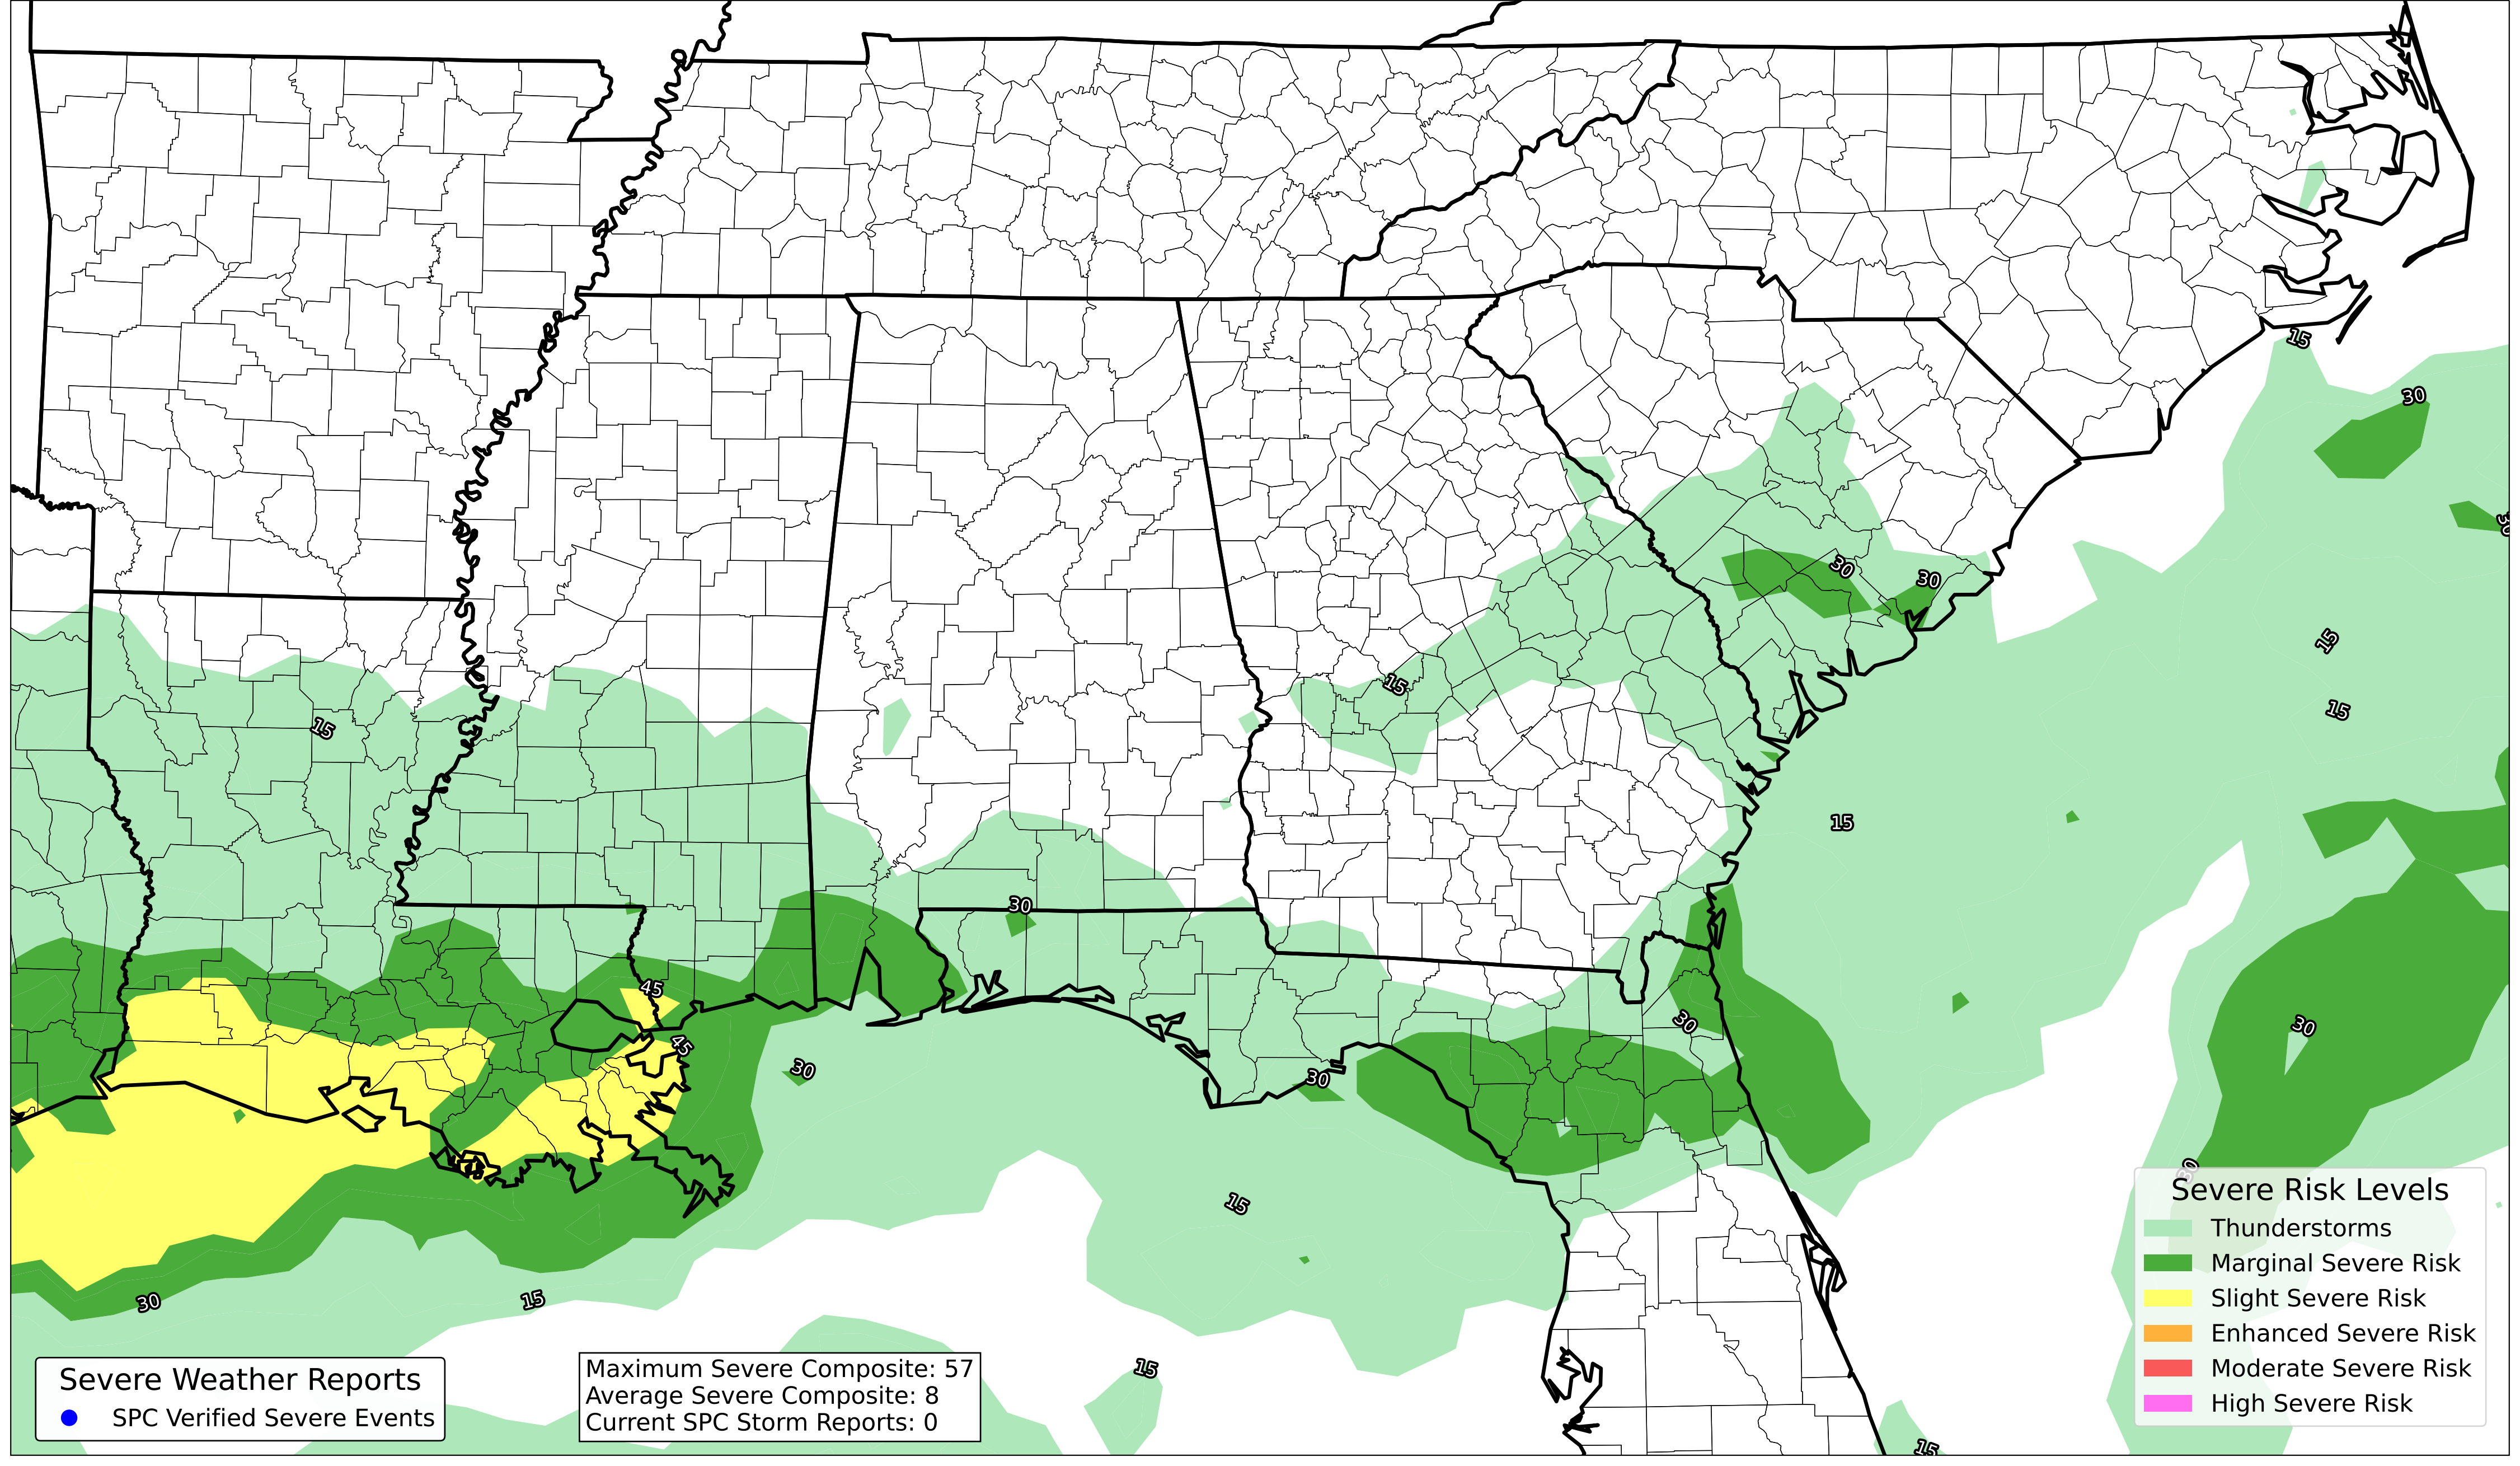 15
30
30
30
30
15
15
15
15
15
30
45
45
30
30
30
30
30
15
30
15
15
15
Severe Risk Levels
Thunderstorms
Marginal Severe Risk
Slight Severe Risk
Enhanced Severe Risk
Moderate Severe Risk
High Severe Risk
Severe Weather Reports
SPC Verified Severe Events
Maximum Severe Composite: 57
Average Severe Composite: 8
Current SPC Storm Reports: 0